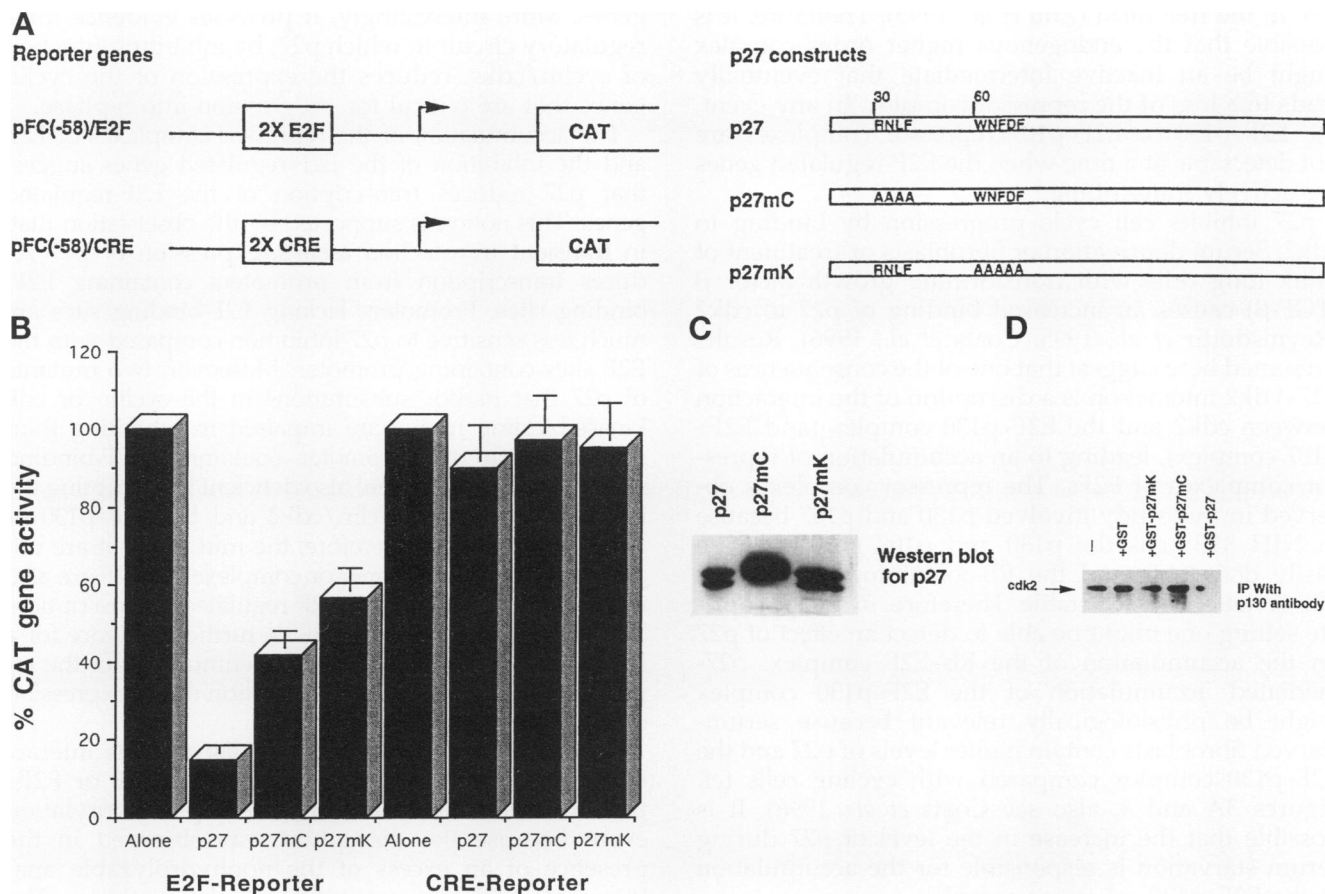 A
Reporter genes
pFC(-58)/E2F
2X E2F
CAT
pFC(-58)/CRE
2X CRE
CAT
p27 constructs
30 60
p27
RNLF WNFDF
p27mC
AAAA WNFDF
p27mK
RNLF AAAAA
B
% CAT gene activity
120
100
80
60
40
20
0
Alone p27 p27mC p27mK Alone p27 p27mC p27mK
E2F-Reporter CRE-Reporter
C
p27
p27mC
p27mK
Western blot
for p27
D
–
+GST
+GST-p27mK
+GST-p27mC
+GST-p27
cdk2
IP With
p130 antibody